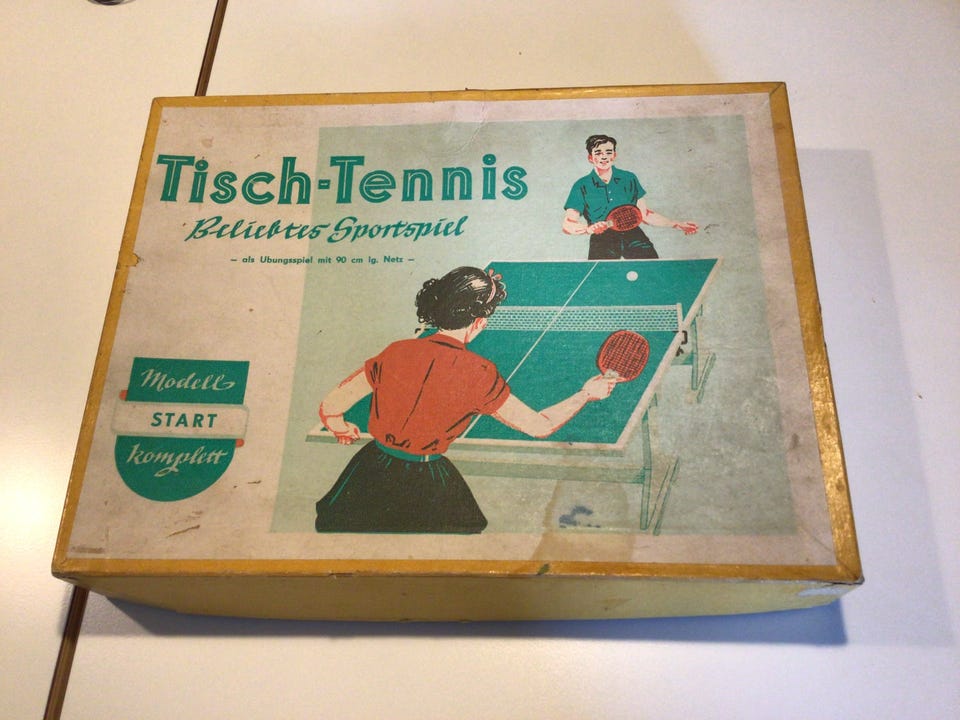 Tisch-Tennis
Beliebtes Sportspiel
– als Übungsspiel mit 90 cm lg. Netz –
Modell
START
komplett